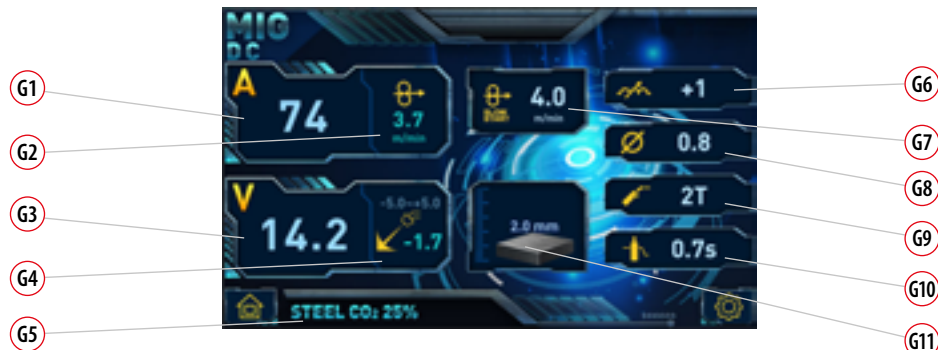 MIG
DC
G1
A
74
3.7
m/min
G2
4.0
m/min
+1
G6
G7
0.8
G8
V
14.2
-5.0~+5.0
-1.7
G3
G4
2.0 mm
2T
G9
0.7s
G10
STEEL CO₂ 25%
G5
G11